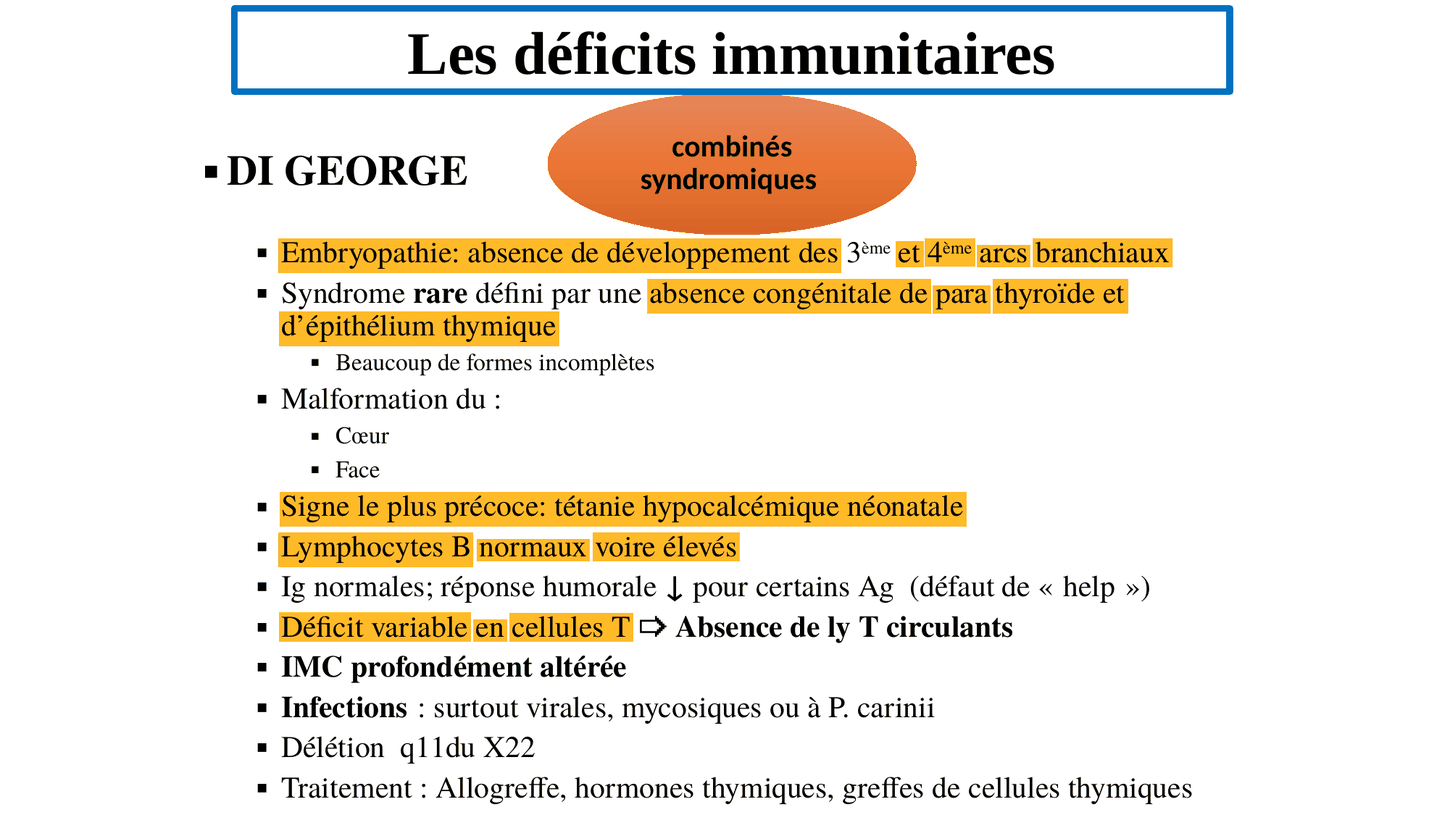 Les déficits immunitaires
combinés
syndromiques
▪ DI GEORGE
▪ Embryopathie: absence de développement des 3ème et 4ème arcs branchiaux
▪ Syndrome rare défini par une absence congénitale de para thyroïde et
d’épithélium thymique
▪ Beaucoup de formes incomplètes
▪ Malformation du :
▪ Cœur
▪ Face
▪ Signe le plus précoce: tétanie hypocalcémique néonatale
▪ Lymphocytes B normaux voire élevés
▪ Ig normales; réponse humorale ↓ pour certains Ag (défaut de « help »)
▪ Déficit variable en cellules T ⇨ Absence de ly T circulants
▪ IMC profondément altérée
▪ Infections : surtout virales, mycosiques ou à P. carinii
▪ Délétion q11du X22
▪ Traitement : Allogreffe, hormones thymiques, greffes de cellules thymiques